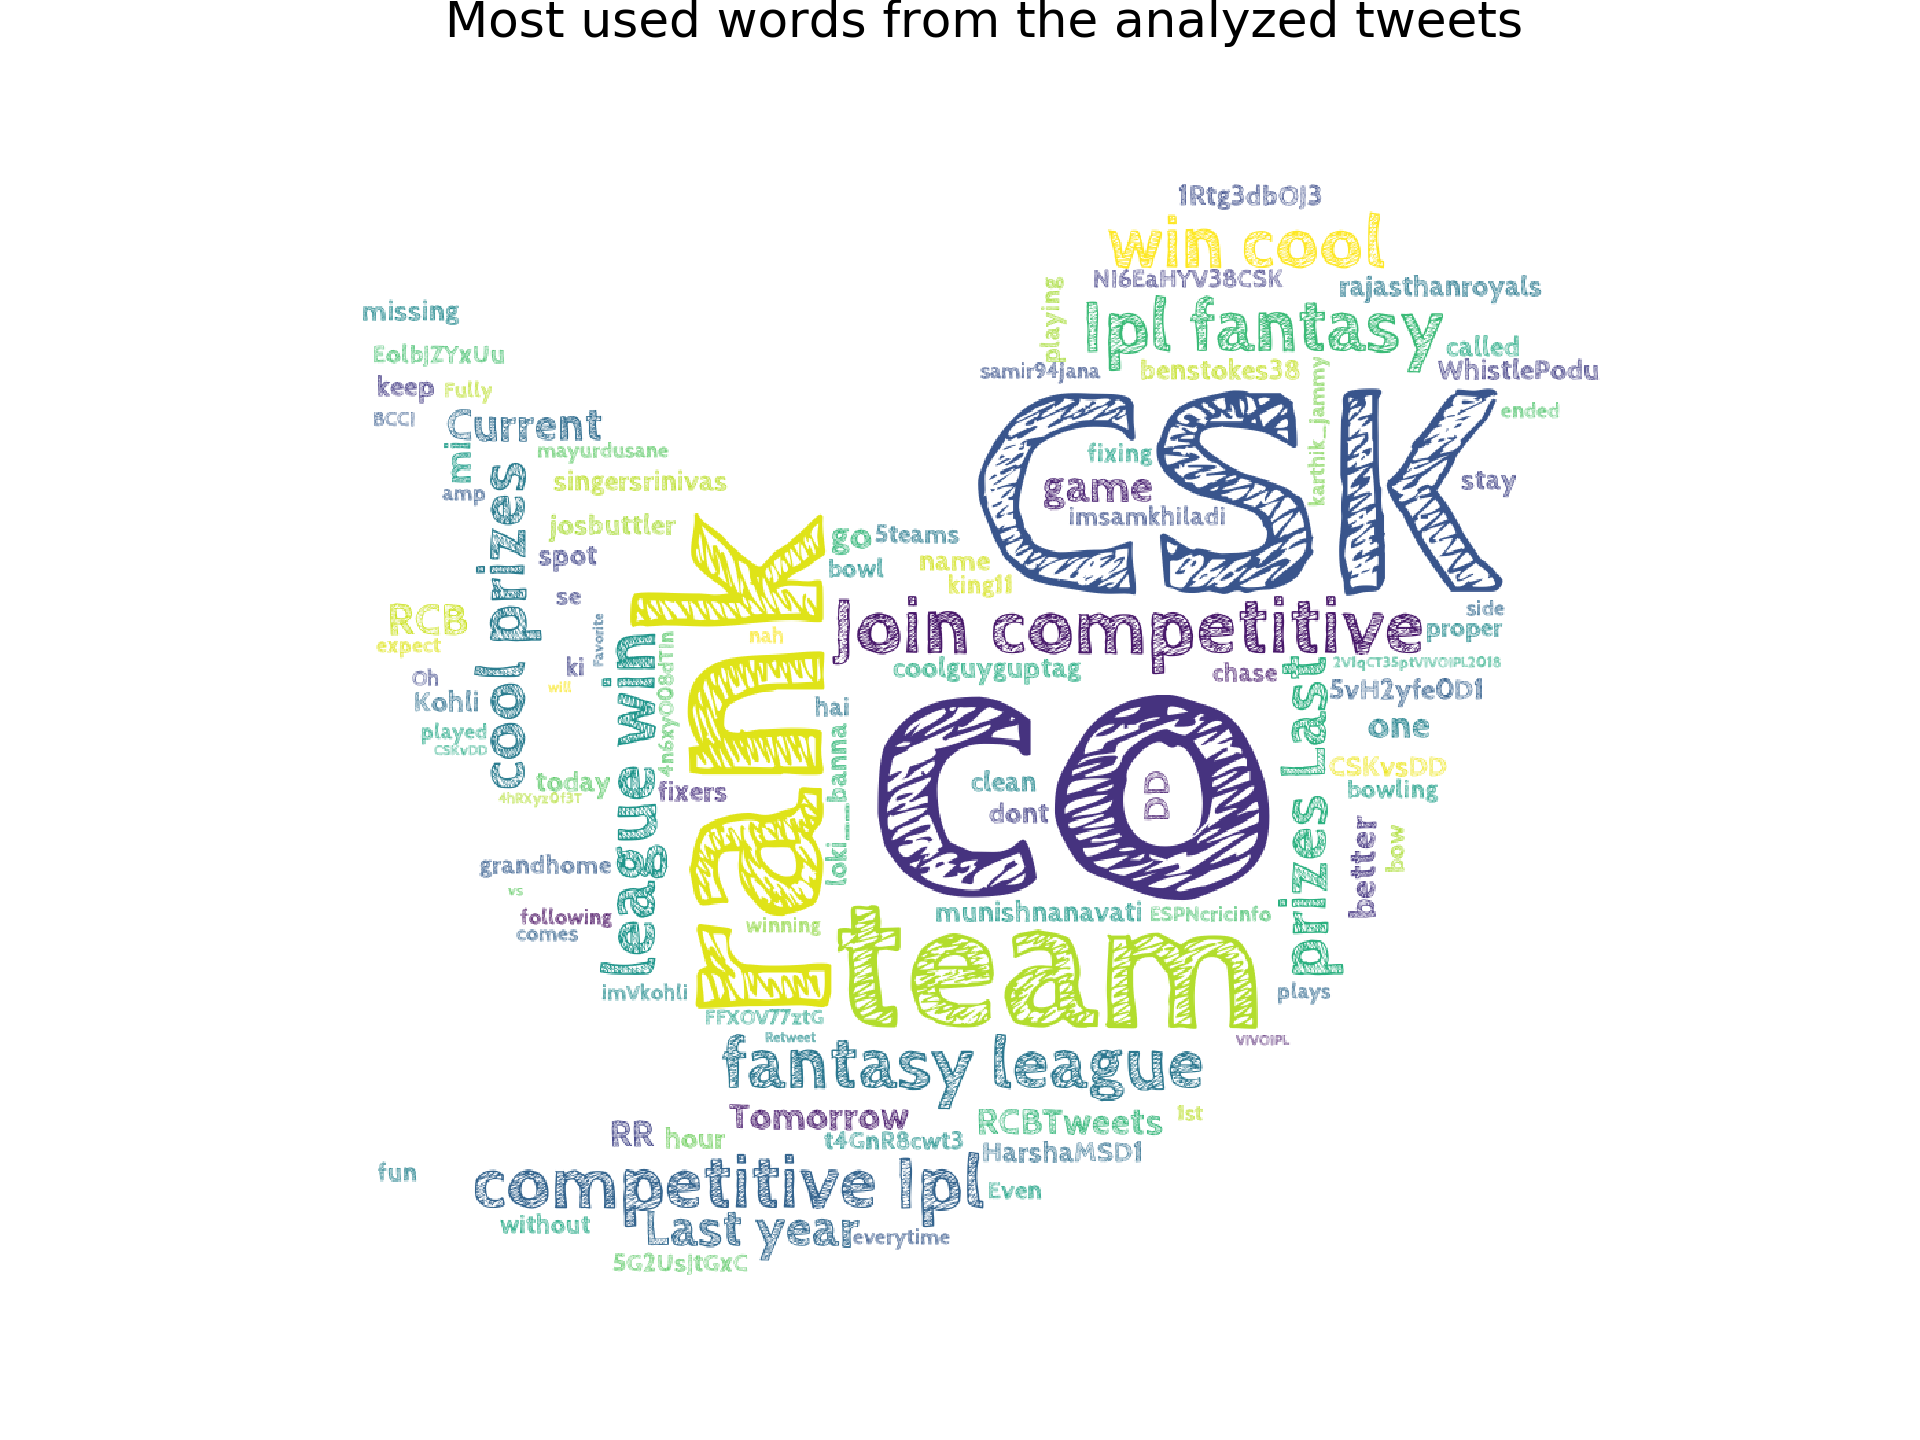 Most used words from the analyzed tweets
1Rtg3dbOJ3
win cool
NI6EaHYV38CSK
rajasthanroyals
playing
missing
Ipl fantasy
called
EolbJZYxUu
samir94jana
benstokes38
WhistlePodu
keep
Fully
BCCI
Current
CSK
ended
karthik_jammy
mi
mayurdusane
fixing
amp
singersrinivas
game
stay
imsamkhiladi
josbuttler
rank
go
5teams
spot
bowl
name
king11
cool prizes
se
RCB
Favorite
Join competitive
side
proper
expect
nah
ki
coolguyguptag
chase
2VlqCT35ptVIVOIPL2018
Oh
will
league win
4n6xyOO8dTIn
5vH2yfeOD1
Kohli
hai
one
played
CSKvDD
CO
prizes Last
today
4hRXyzOf3T
fixers
loki__banna
clean
dont
DD
CSKvsDD
bowling
better
bow
grandhome
vs
following
comes
winning
munishnanavati
ESPNcricinfo
team
imVkohli
plays
FFXOV77ztG
Retweet
VIVOIPL
fantasy league
Tomorrow
RCBTweets
1st
RR
hour
t4GnR8cwt3
HarshaMSD1
fun
competitive Ipl
Even
without
Last year
everytime
5G2UsJtGxC